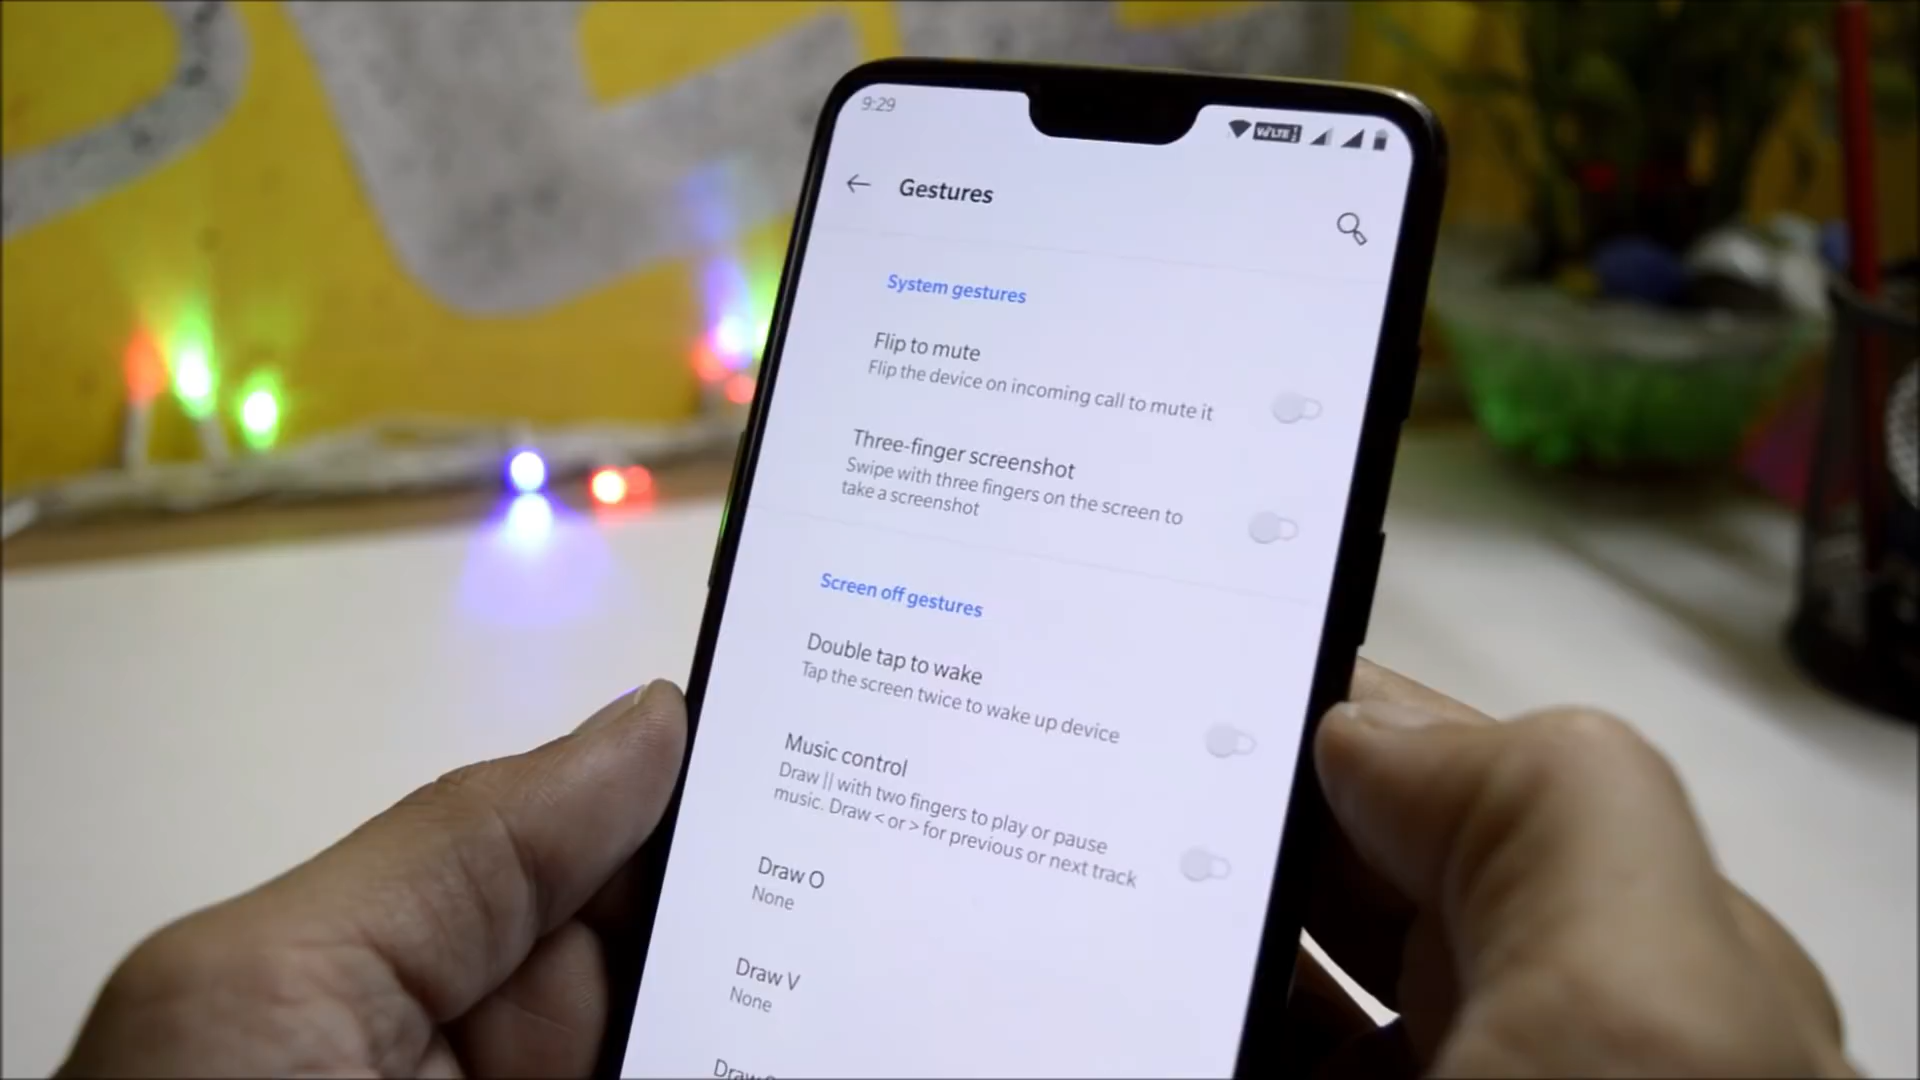 9:29
VoLTE
Gestures
System gestures
Flip to mute
Flip the device on incoming call to mute it
Three-finger screenshot
Swipe with three fingers on the screen to
take a screenshot
Screen off gestures
Double tap to wake
Tap the screen twice to wake up device
Music control
Draw || with two fingers to play or pause
music. Draw < or > for previous or next track
Draw O
None
Draw V
None
Draw